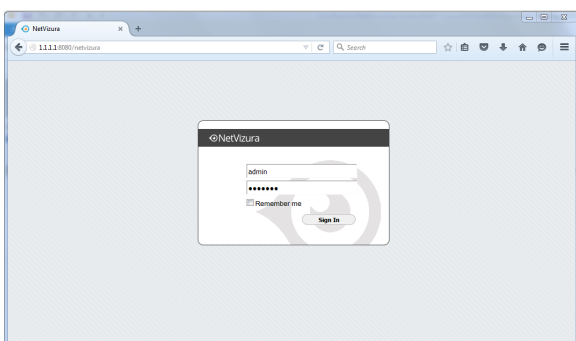 NetVizura
1.1.1.1:8080/netvizura
Search
NetVizura
admin
•••••••
Remember me
Sign In